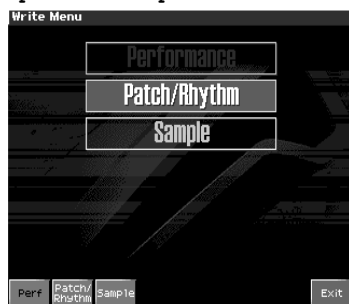 Write Menu
Performance
Patch/Rhythm
Sample
Perf
Patch/
Rhythm
Sample
Exit